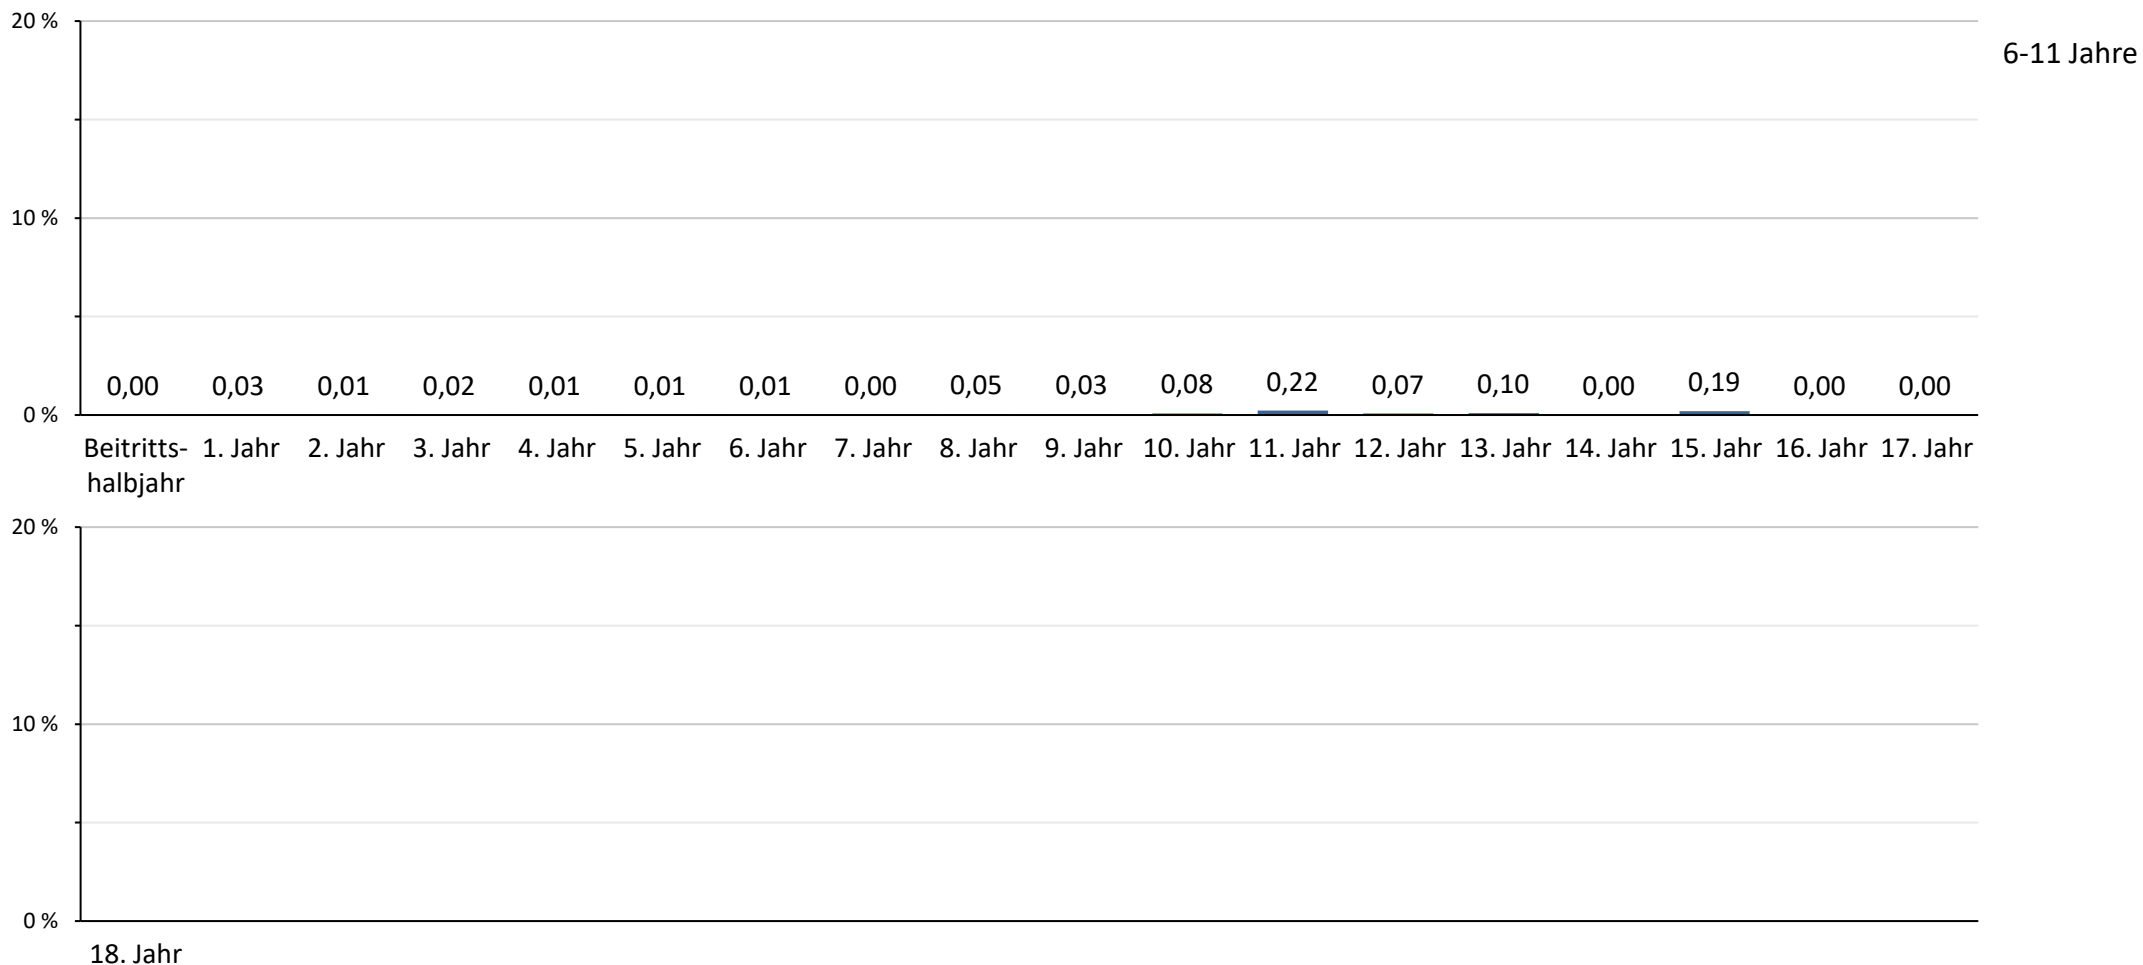 20 %
6-11 Jahre
10 %
0,00 0,03 0,01 0,02 0,01 0,01 0,01 0,00 0,05 0,03 0,08 0,22 0,07 0,10 0,00 0,19 0,00 0,00
0 %
Beitritts- 1. Jahr 2. Jahr 3. Jahr 4. Jahr 5. Jahr 6. Jahr 7. Jahr 8. Jahr 9. Jahr 10. Jahr 11. Jahr 12. Jahr 13. Jahr 14. Jahr 15. Jahr 16. Jahr 17. Jahr
halbjahr
20 %
10 %
0 %
18. Jahr